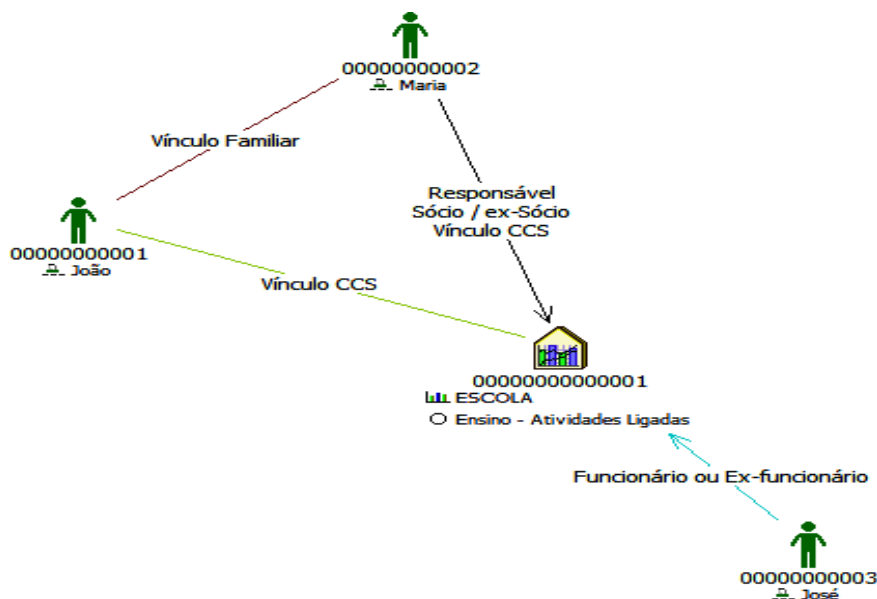 00000000002
Maria
Vínculo Familiar
Responsável
Sócio / ex-Sócio
Vínculo CCS
00000000001
João
Vínculo CCS
00000000000001
ESCOLA
Ensino - Atividades Ligadas
Funcionário ou Ex-funcionário
00000000003
José